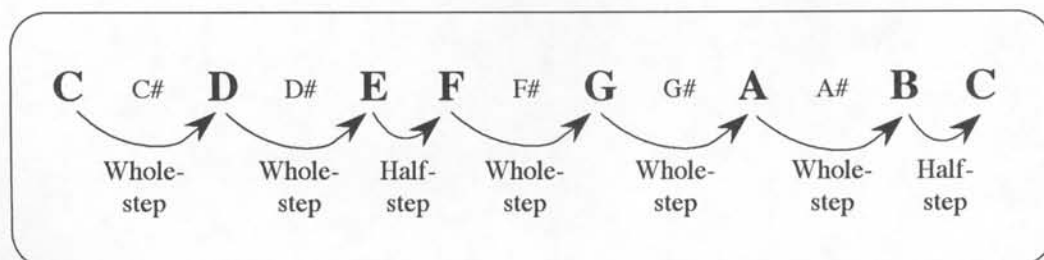 C C# D D# E F F# G G# A A# B C
Whole- Whole- Half- Whole- Whole- Whole- Half-
step step step step step step step